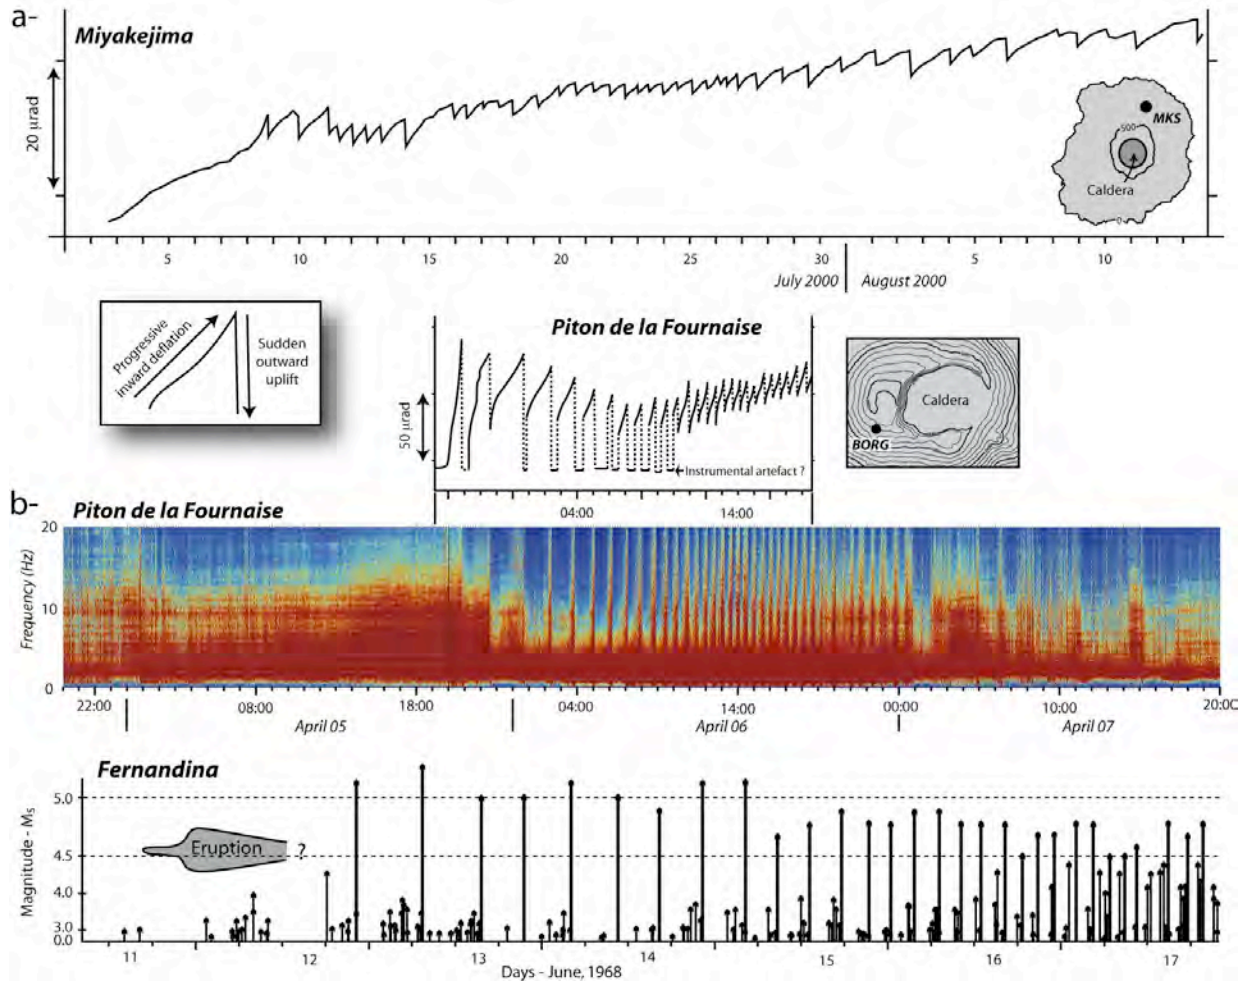 a-
Miyakejima
20 μrad
MKS
500
Caldera
0
5
10
15
20
25
30
5
10
July 2000
August 2000
Progressive
inward deflation
Sudden
outward
uplift
Piton de la Fournaise
50 μrad
Instrumental artefact ?
04:00
14:00
Caldera
BORG
b-
Piton de la Fournaise
Frequency (Hz)
20
10
0
22:00
08:00
18:00
04:00
14:00
00:00
10:00
20:00
April 05
April 06
April 07
Fernandina
Magnitude - Ms
5.0
4.5
4.0
3.0
0.0
Eruption
?
11
12
13
14
15
16
17
Days - June, 1968